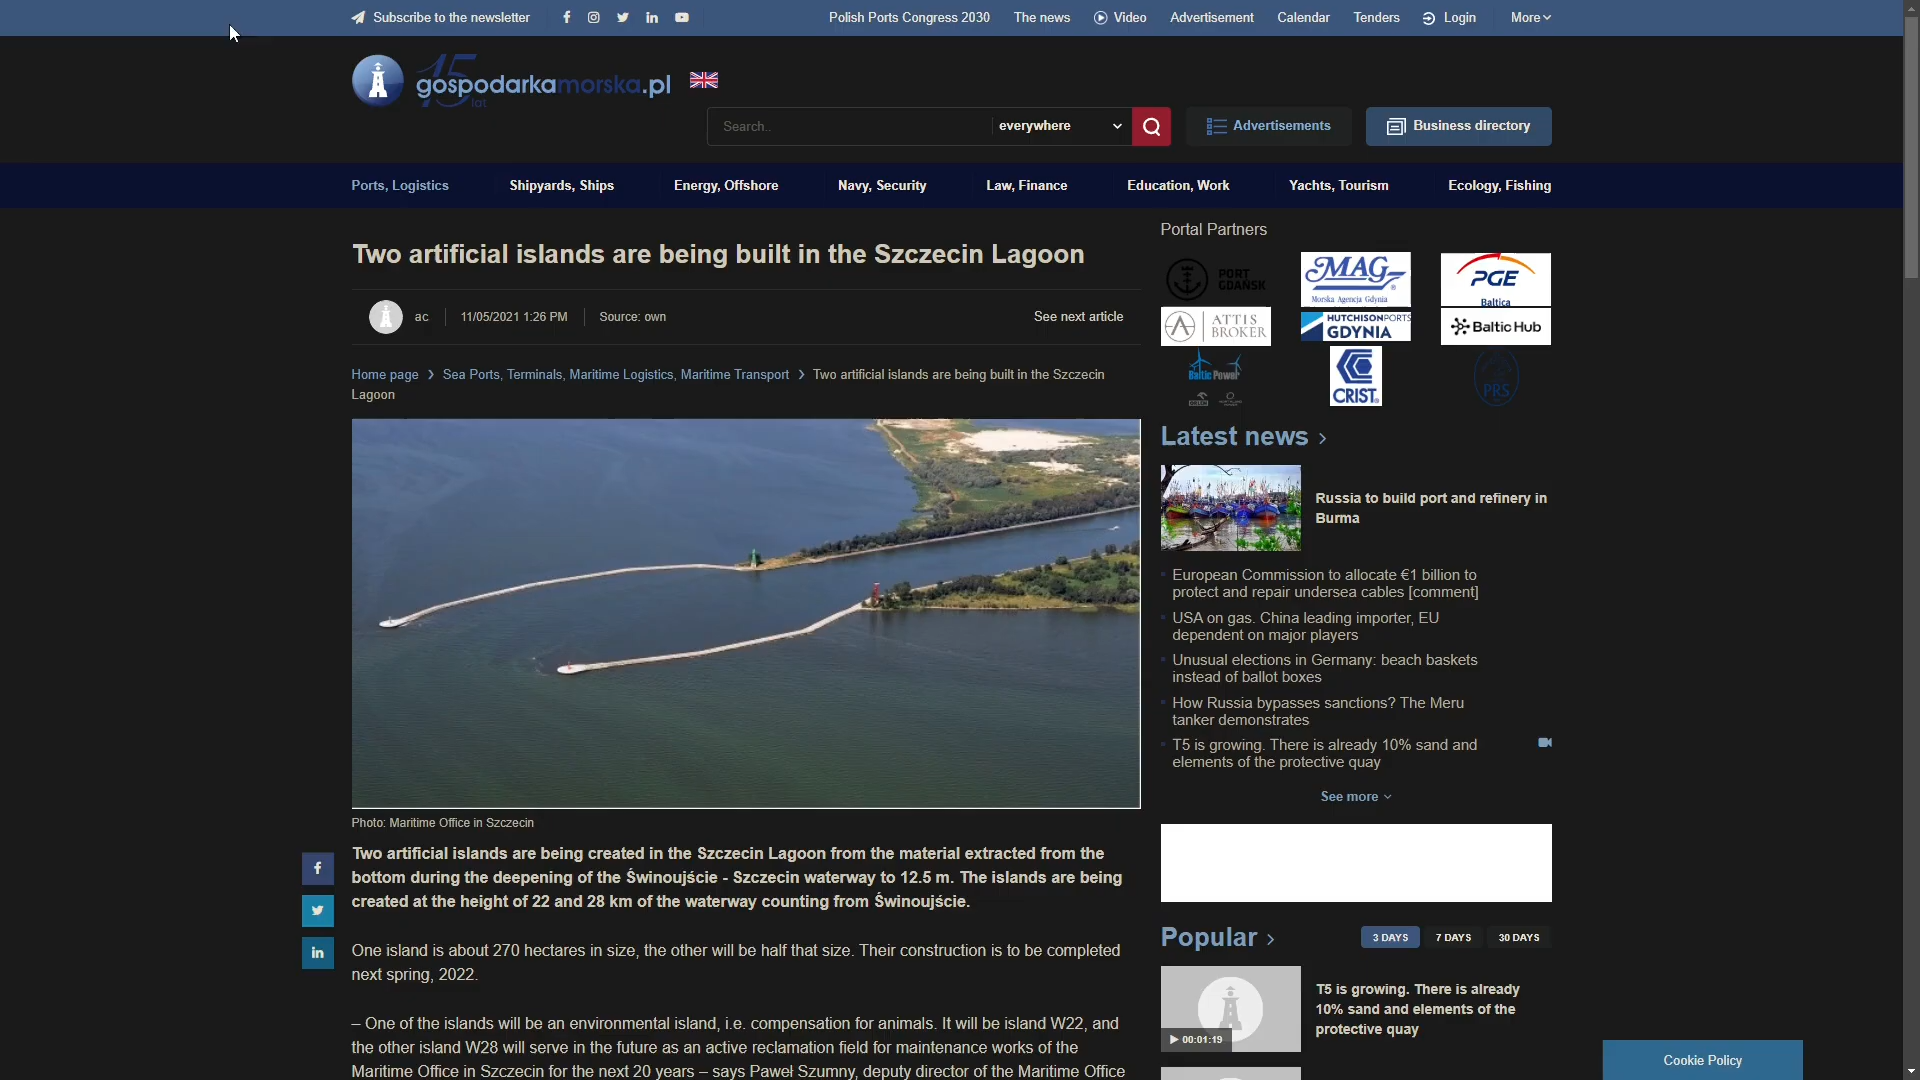 Subscribe to the newsletter
Polish Ports Congress 2030
The news
Video
Advertisement
Calendar
Tenders
Login
More
15
lat
gospodarkamorska.pl
Search..
everywhere
Advertisements
Business directory
Ports, Logistics
Shipyards, Ships
Energy, Offshore
Navy, Security
Law, Finance
Education, Work
Yachts, Tourism
Ecology, Fishing
Two artificial islands are being built in the Szczecin Lagoon
ac
11/05/2021 1:26 PM
Source: own
See next article
Home page
Sea Ports, Terminals, Maritime Logistics, Maritime Transport
Two artificial islands are being built in the Szczecin
Lagoon
Photo: Maritime Office in Szczecin
Two artificial islands are being created in the Szczecin Lagoon from the material extracted from the
bottom during the deepening of the Świnoujście - Szczecin waterway to 12.5 m. The islands are being
created at the height of 22 and 28 km of the waterway counting from Świnoujście.
One island is about 270 hectares in size, the other will be half that size. Their construction is to be completed
next spring, 2022.
– One of the islands will be an environmental island, i.e. compensation for animals. It will be island W22, and
the other island W28 will serve in the future as an active reclamation field for maintenance works of the
Maritime Office in Szczecin for the next 20 years – says Paweł Szumny, deputy director of the Maritime Office
Portal Partners
PORT
GDAŃSK
MAG
Morska Agencja Gdynia
PGE
Baltica
ATTIS
BROKER
HUTCHISON PORTS
GDYNIA
Baltic Hub
Baltic Power
ORLEN
CRIST
PRS
Latest news
Russia to build port and refinery in
Burma
European Commission to allocate €1 billion to
protect and repair undersea cables [comment]
USA on gas. China leading importer, EU
dependent on major players
Unusual elections in Germany: beach baskets
instead of ballot boxes
How Russia bypasses sanctions? The Meru
tanker demonstrates
T5 is growing. There is already 10% sand and
elements of the protective quay
See more
Popular
3 DAYS
7 DAYS
30 DAYS
00:01:19
T5 is growing. There is already
10% sand and elements of the
protective quay
Cookie Policy